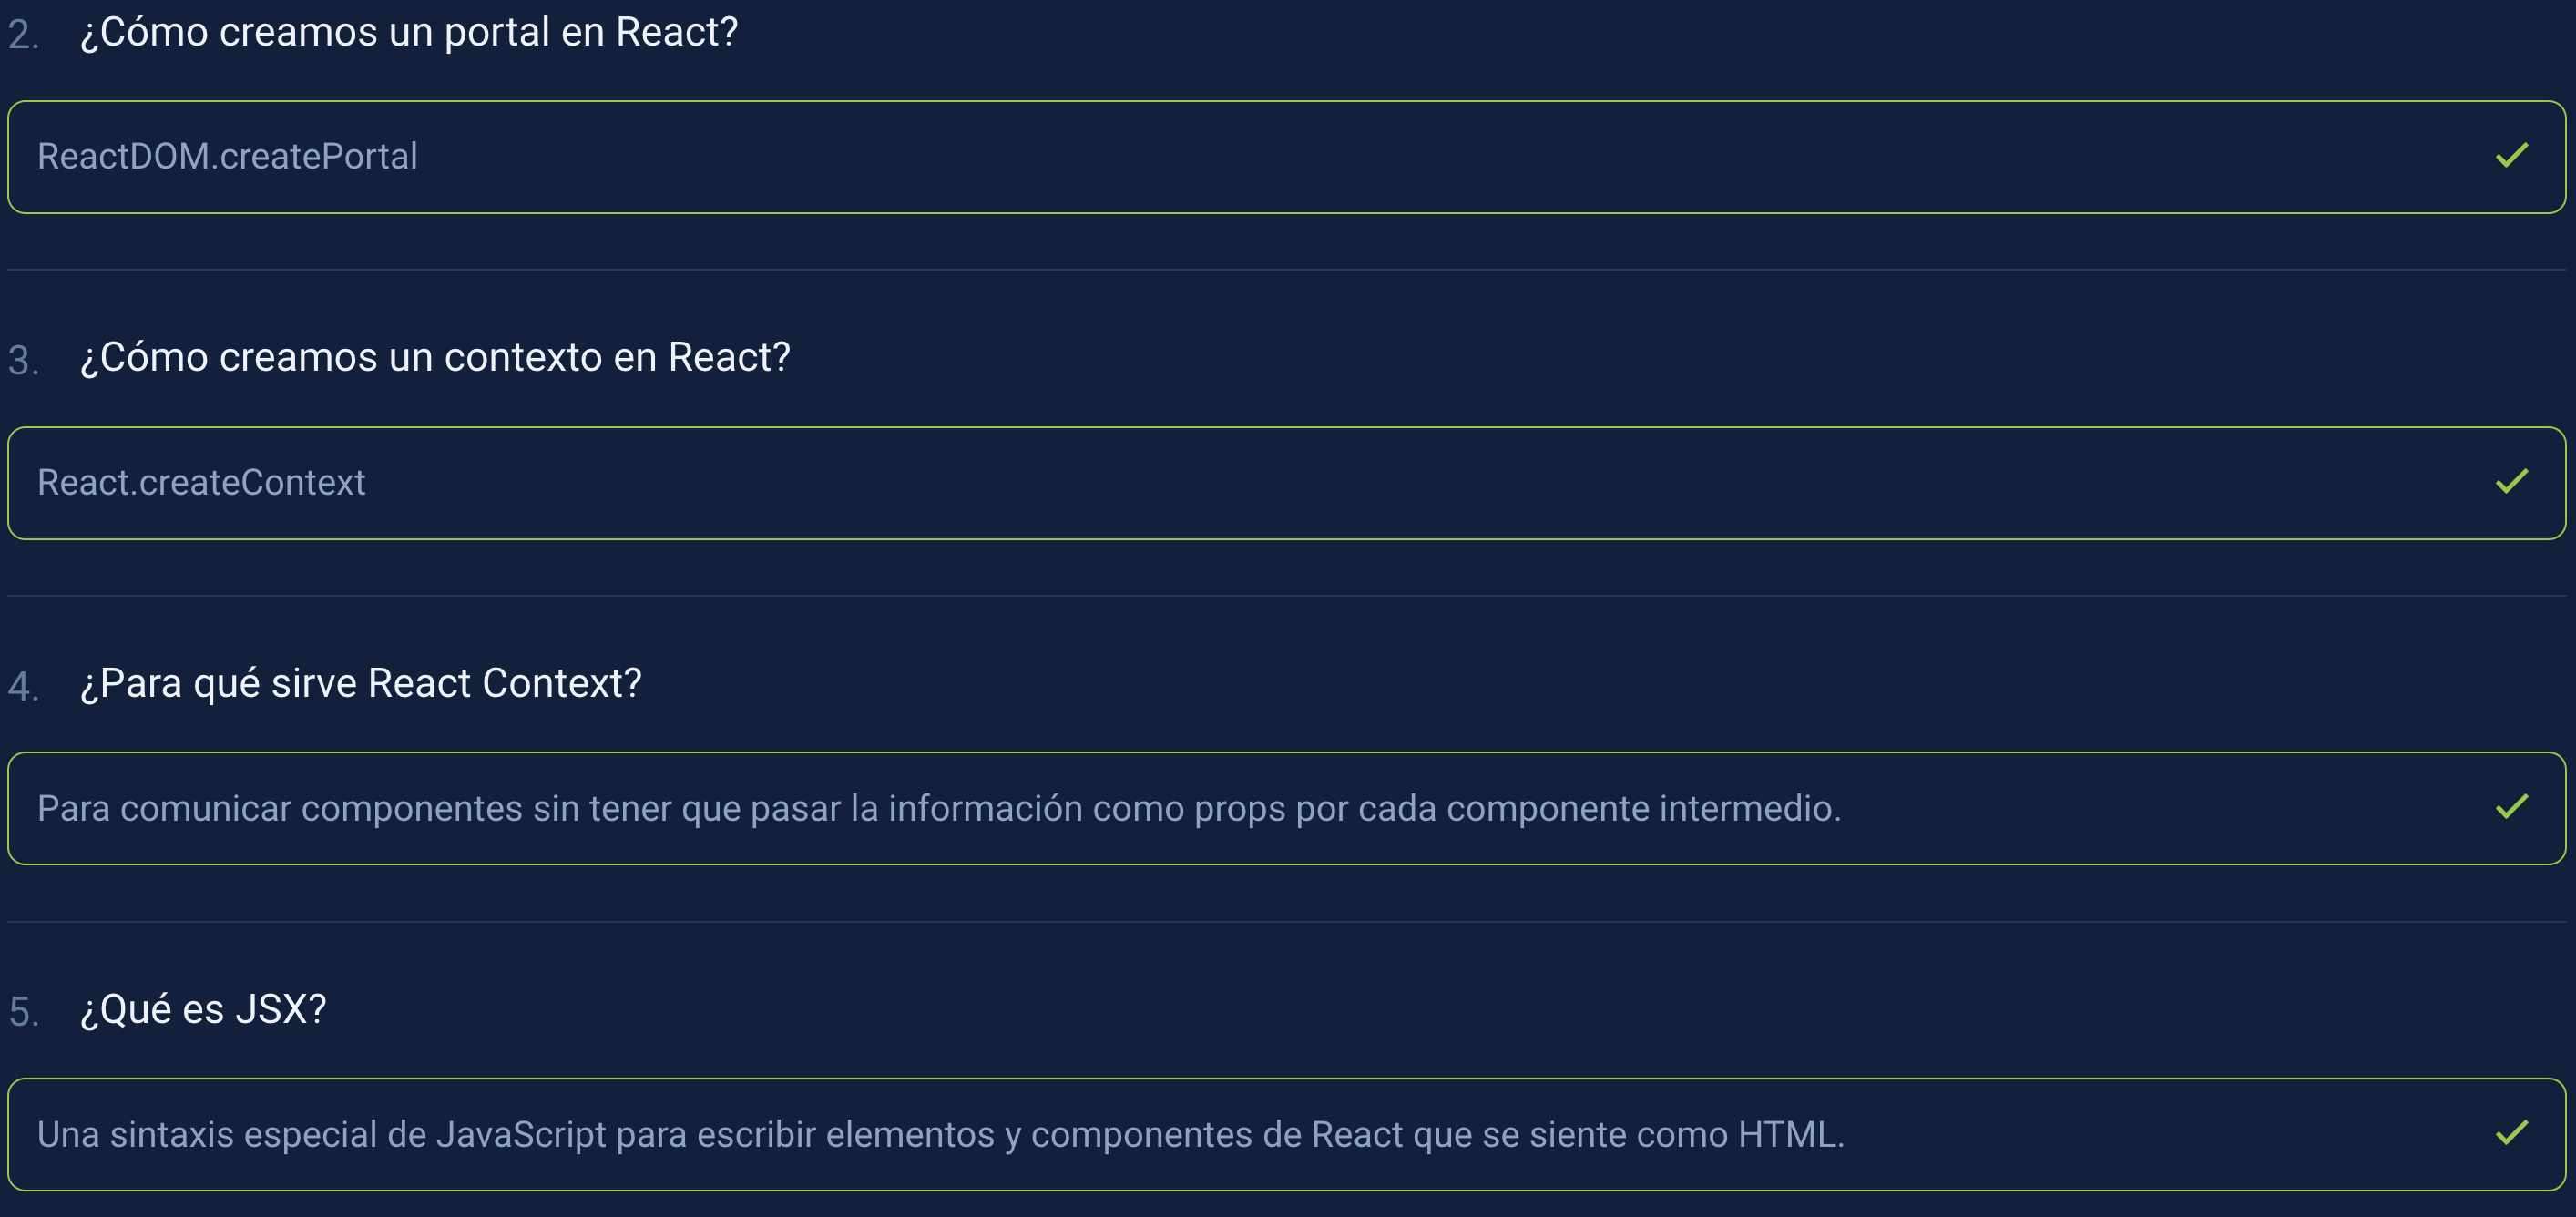 2. ¿Cómo creamos un portal en React?
ReactDOM.createPortal
3. ¿Cómo creamos un contexto en React?
React.createContext
4. ¿Para qué sirve React Context?
Para comunicar componentes sin tener que pasar la información como props por cada componente intermedio.
5. ¿Qué es JSX?
Una sintaxis especial de JavaScript para escribir elementos y componentes de React que se siente como HTML.